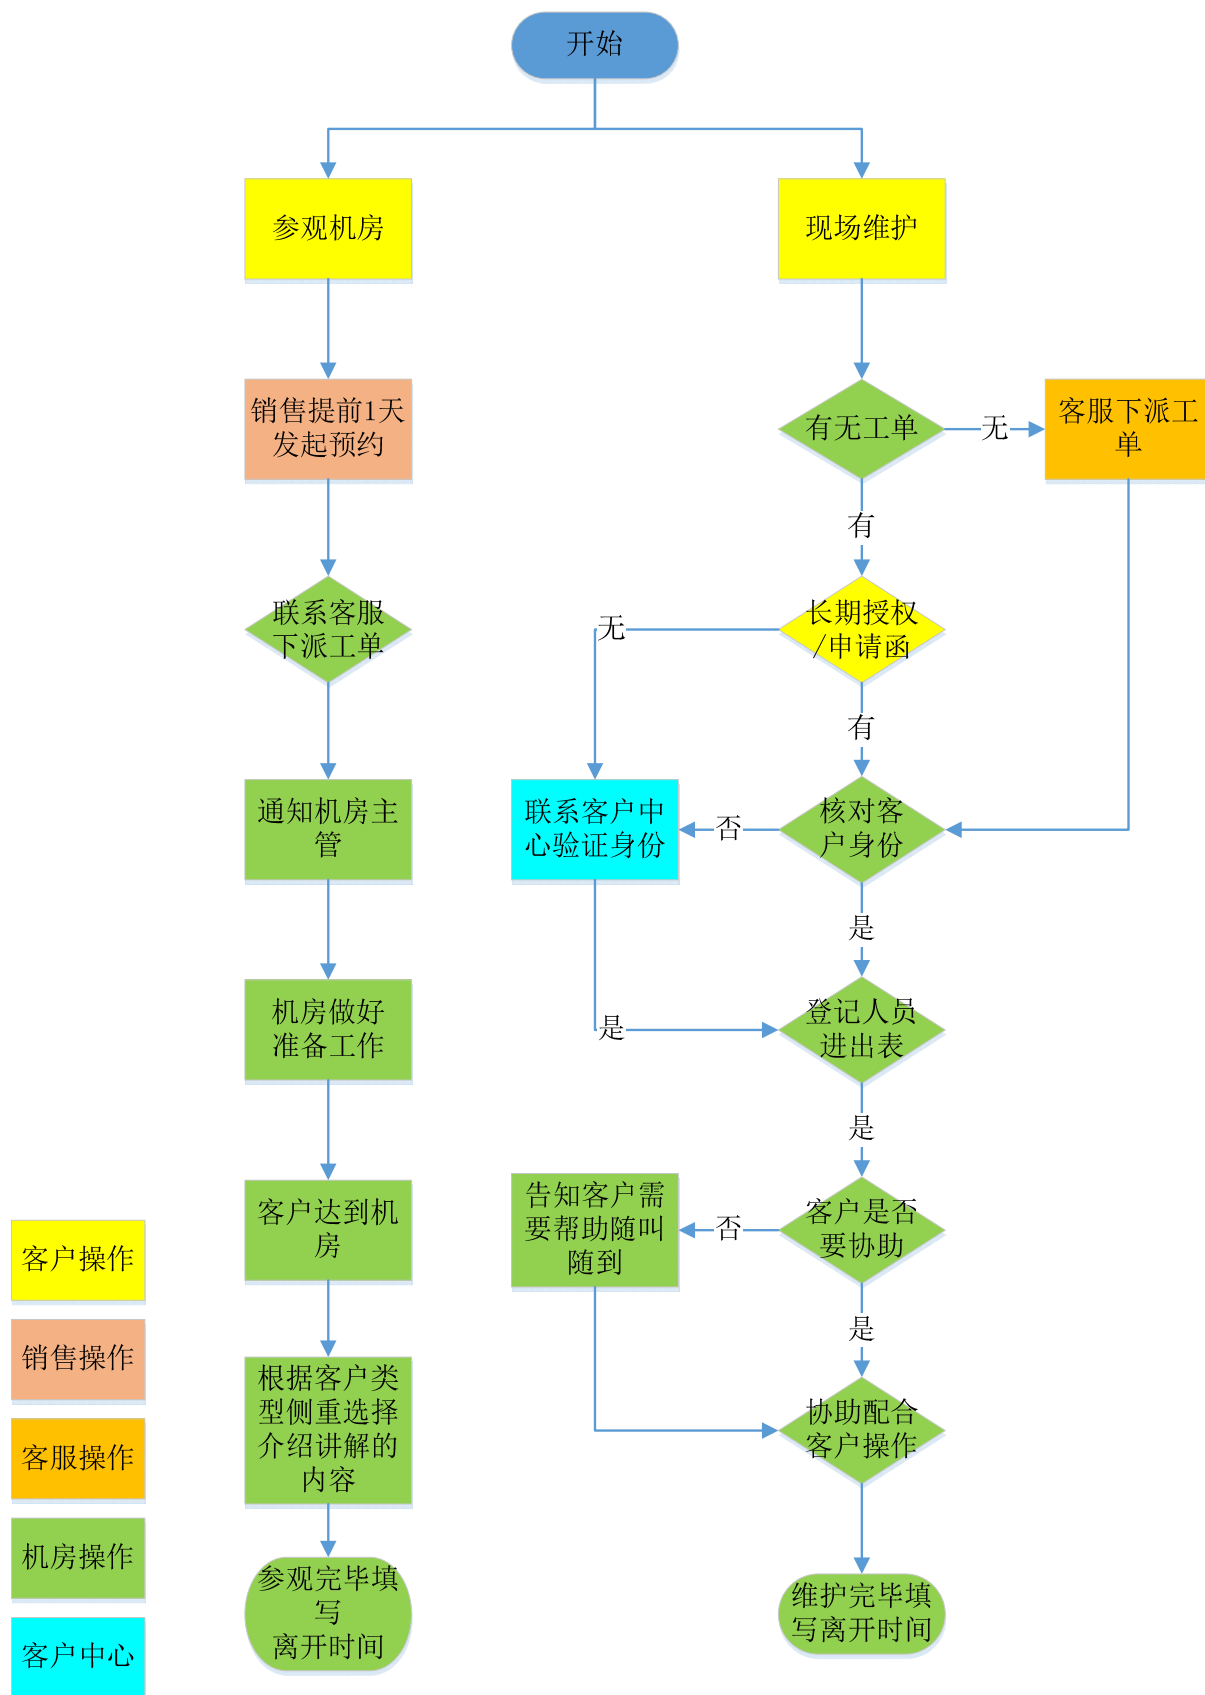 开始
参观机房
现场维护
销售提前1天
发起预约
有无工单
无
客服下派工
单
有
联系客服
下派工单
无
长期授权
/申请函
有
通知机房主
管
联系客户中
心验证身份
否
核对客
户身份
是
机房做好
准备工作
是
登记人员
进出表
是
客户达到机
房
告知客户需
要帮助随叫
随到
否
客户是否
要协助
是
根据客户类
型侧重选择
介绍讲解的
内容
协助配合
客户操作
参观完毕填
写
离开时间
维护完毕填
写离开时间
客户操作
销售操作
客服操作
机房操作
客户中心